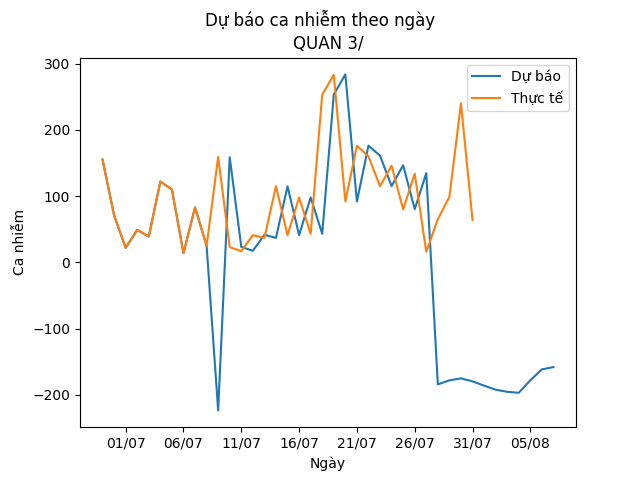 Dự báo ca nhiễm theo ngày
QUAN 3/
Dự báo
Thực tế
Ca nhiễm
300
200
100
0
−100
−200
01/07 06/07 11/07 16/07 21/07 26/07 31/07 05/08
Ngày